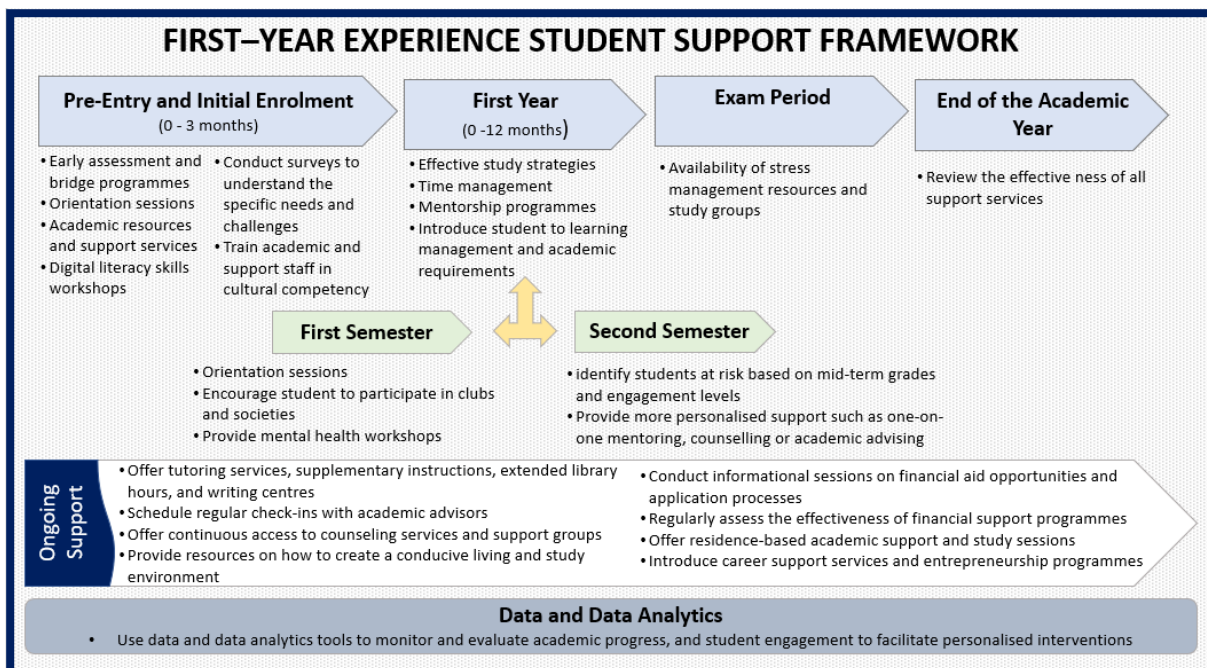 FIRST–YEAR EXPERIENCE STUDENT SUPPORT FRAMEWORK
Pre-Entry and Initial Enrolment
(0 - 3 months)
• Early assessment and
bridge programmes
• Orientation sessions
• Academic resources
and support services
• Digital literacy skills
workshops
• Conduct surveys to
understand the
specific needs and
challenges
• Train academic and
support staff in
cultural competency
First Year
(0 -12 months)
• Effective study strategies
• Time management
• Mentorship programmes
• Introduce student to learning
management and academic
requirements
Exam Period
• Availability of stress
management resources and
study groups
End of the Academic
Year
• Review the effective ness of all
support services
First Semester
• Orientation sessions
• Encourage student to participate in clubs
and societies
• Provide mental health workshops
Second Semester
• identify students at risk based on mid-term grades
and engagement levels
• Provide more personalised support such as one-on-
one mentoring, counselling or academic advising
Ongoing
Support
• Offer tutoring services, supplementary instructions, extended library
hours, and writing centres
• Schedule regular check-ins with academic advisors
• Offer continuous access to counseling services and support groups
• Provide resources on how to create a conducive living and study
environment
• Conduct informational sessions on financial aid opportunities and
application processes
• Regularly assess the effectiveness of financial support programmes
• Offer residence-based academic support and study sessions
• Introduce career support services and entrepreneurship programmes
Data and Data Analytics
• Use data and data analytics tools to monitor and evaluate academic progress, and student engagement to facilitate personalised interventions